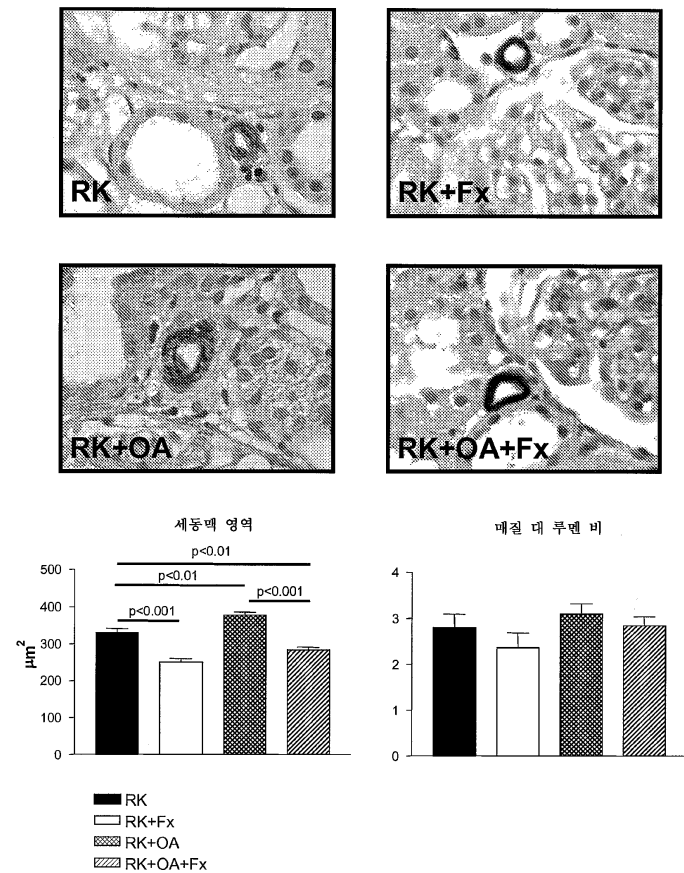 RK
RK+Fx
RK+OA
RK+OA+Fx
세동맥 영역
p<0.01
p<0.01
p<0.001
p<0.001
500
400
300
200
100
0
µm²
매질 대 루멘 비
4
3
2
1
0
RK
RK+Fx
RK+OA
RK+OA+Fx